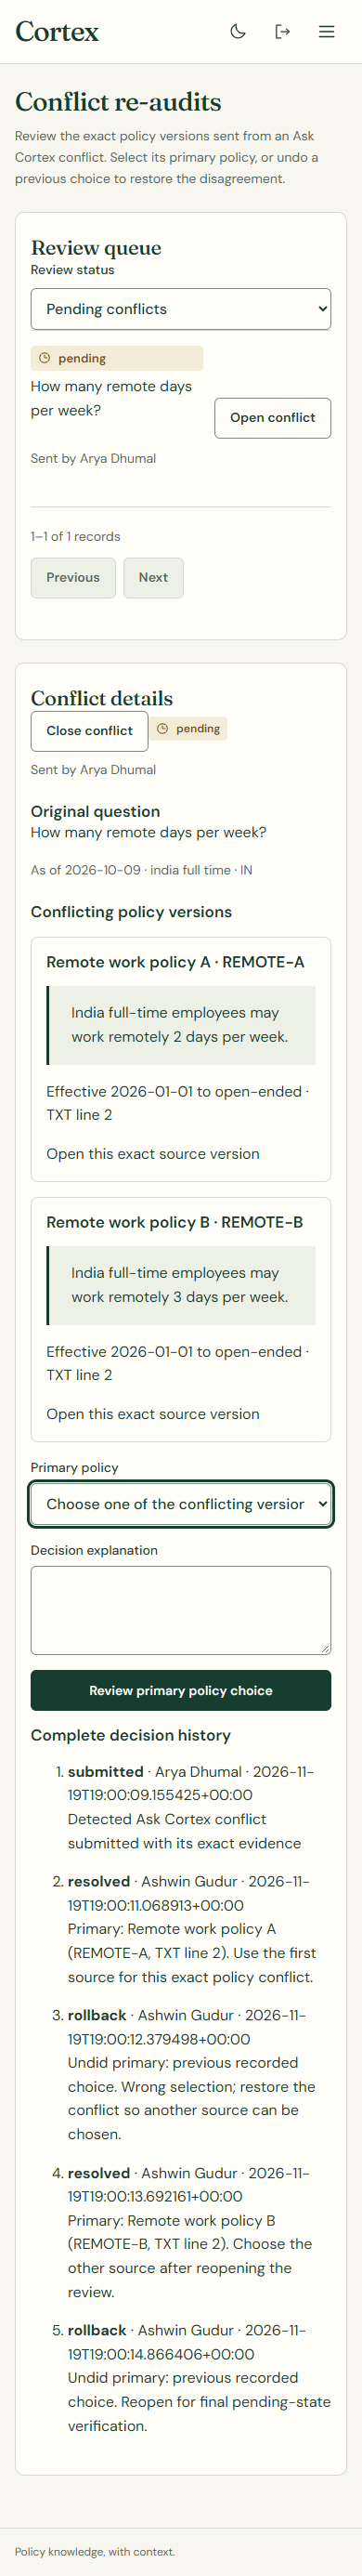 Cortex
Conflict re-audits
Review the exact policy versions sent from an Ask
Cortex conflict. Select its primary policy, or undo a
previous choice to restore the disagreement.
Review queue
Review status
Pending conflicts
pending
How many remote days
per week?
Open conflict
Sent by Arya Dhumal
1–1 of 1 records
Previous
Next
Conflict details
Close conflict
pending
Sent by Arya Dhumal
Original question
How many remote days per week?
As of 2026-10-09 · india full time · IN
Conflicting policy versions
Remote work policy A · REMOTE-A
India full-time employees may
work remotely 2 days per week.
Effective 2026-01-01 to open-ended ·
TXT line 2
Open this exact source version
Remote work policy B · REMOTE-B
India full-time employees may
work remotely 3 days per week.
Effective 2026-01-01 to open-ended ·
TXT line 2
Open this exact source version
Primary policy
Choose one of the conflicting version
Decision explanation
Review primary policy choice
Complete decision history
1. submitted · Arya Dhumal · 2026-11-
19T19:00:09.155425+00:00
Detected Ask Cortex conflict
submitted with its exact evidence
2. resolved · Ashwin Gudur · 2026-11-
19T19:00:11.068913+00:00
Primary: Remote work policy A
(REMOTE-A, TXT line 2). Use the first
source for this exact policy conflict.
3. rollback · Ashwin Gudur · 2026-11-
19T19:00:12.379498+00:00
Undid primary: previous recorded
choice. Wrong selection; restore the
conflict so another source can be
chosen.
4. resolved · Ashwin Gudur · 2026-11-
19T19:00:13.692161+00:00
Primary: Remote work policy B
(REMOTE-B, TXT line 2). Choose the
other source after reopening the
review.
5. rollback · Ashwin Gudur · 2026-11-
19T19:00:14.866406+00:00
Undid primary: previous recorded
choice. Reopen for final pending-state
verification.
Policy knowledge, with context.